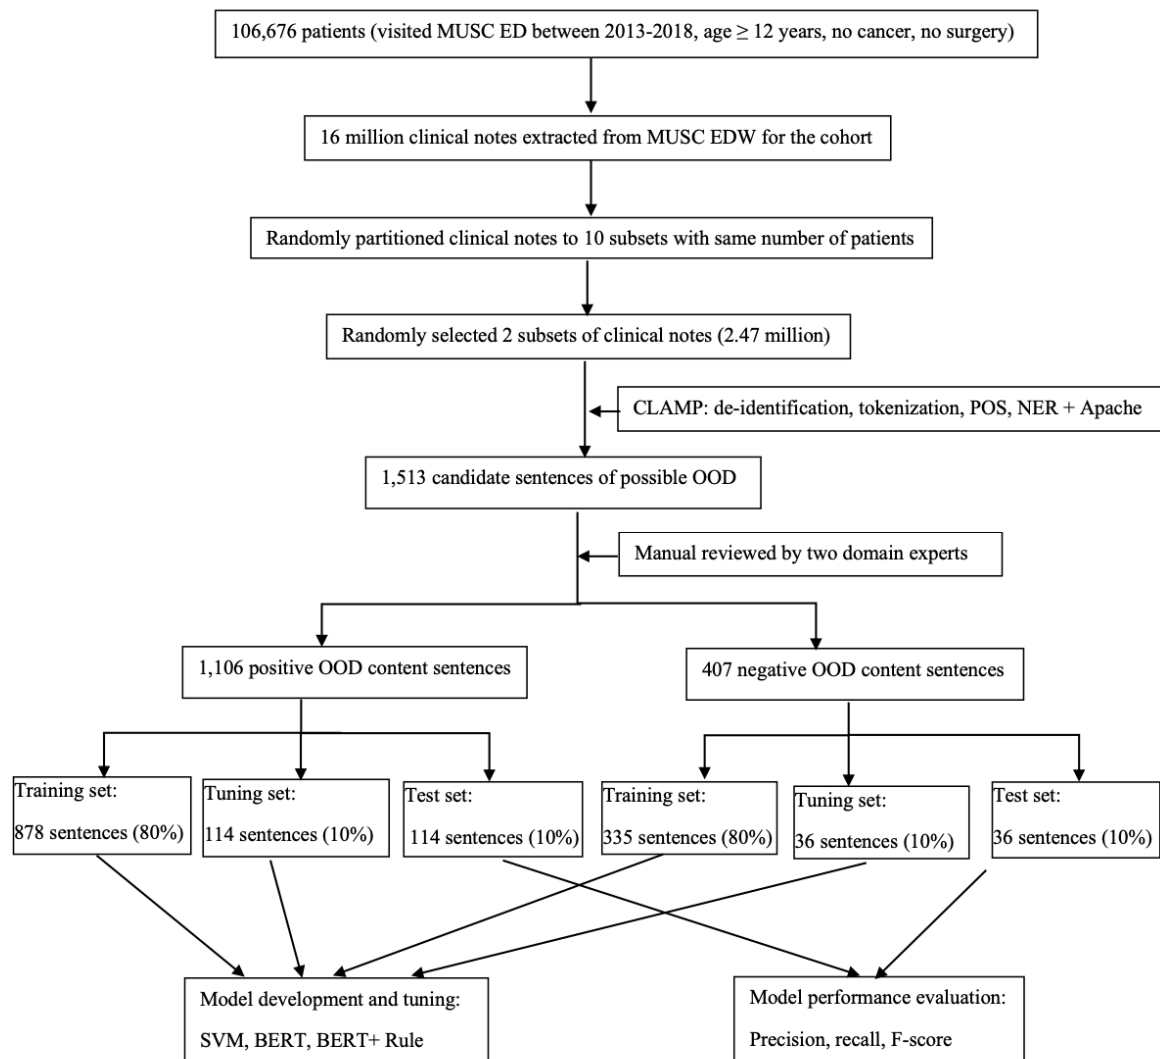 106,676 patients (visited MUSC ED between 2013-2018, age ≥ 12 years, no cancer, no surgery)
16 million clinical notes extracted from MUSC EDW for the cohort
Randomly partitioned clinical notes to 10 subsets with same number of patients
Randomly selected 2 subsets of clinical notes (2.47 million)
CLAMP: de-identification, tokenization, POS, NER + Apache
1,513 candidate sentences of possible OOD
Manual reviewed by two domain experts
1,106 positive OOD content sentences
407 negative OOD content sentences
Training set:
878 sentences (80%)
Tuning set:
114 sentences (10%)
Test set:
114 sentences (10%)
Training set:
335 sentences (80%)
Tuning set:
36 sentences (10%)
Test set:
36 sentences (10%)
Model development and tuning:
SVM, BERT, BERT+ Rule
Model performance evaluation:
Precision, recall, F-score